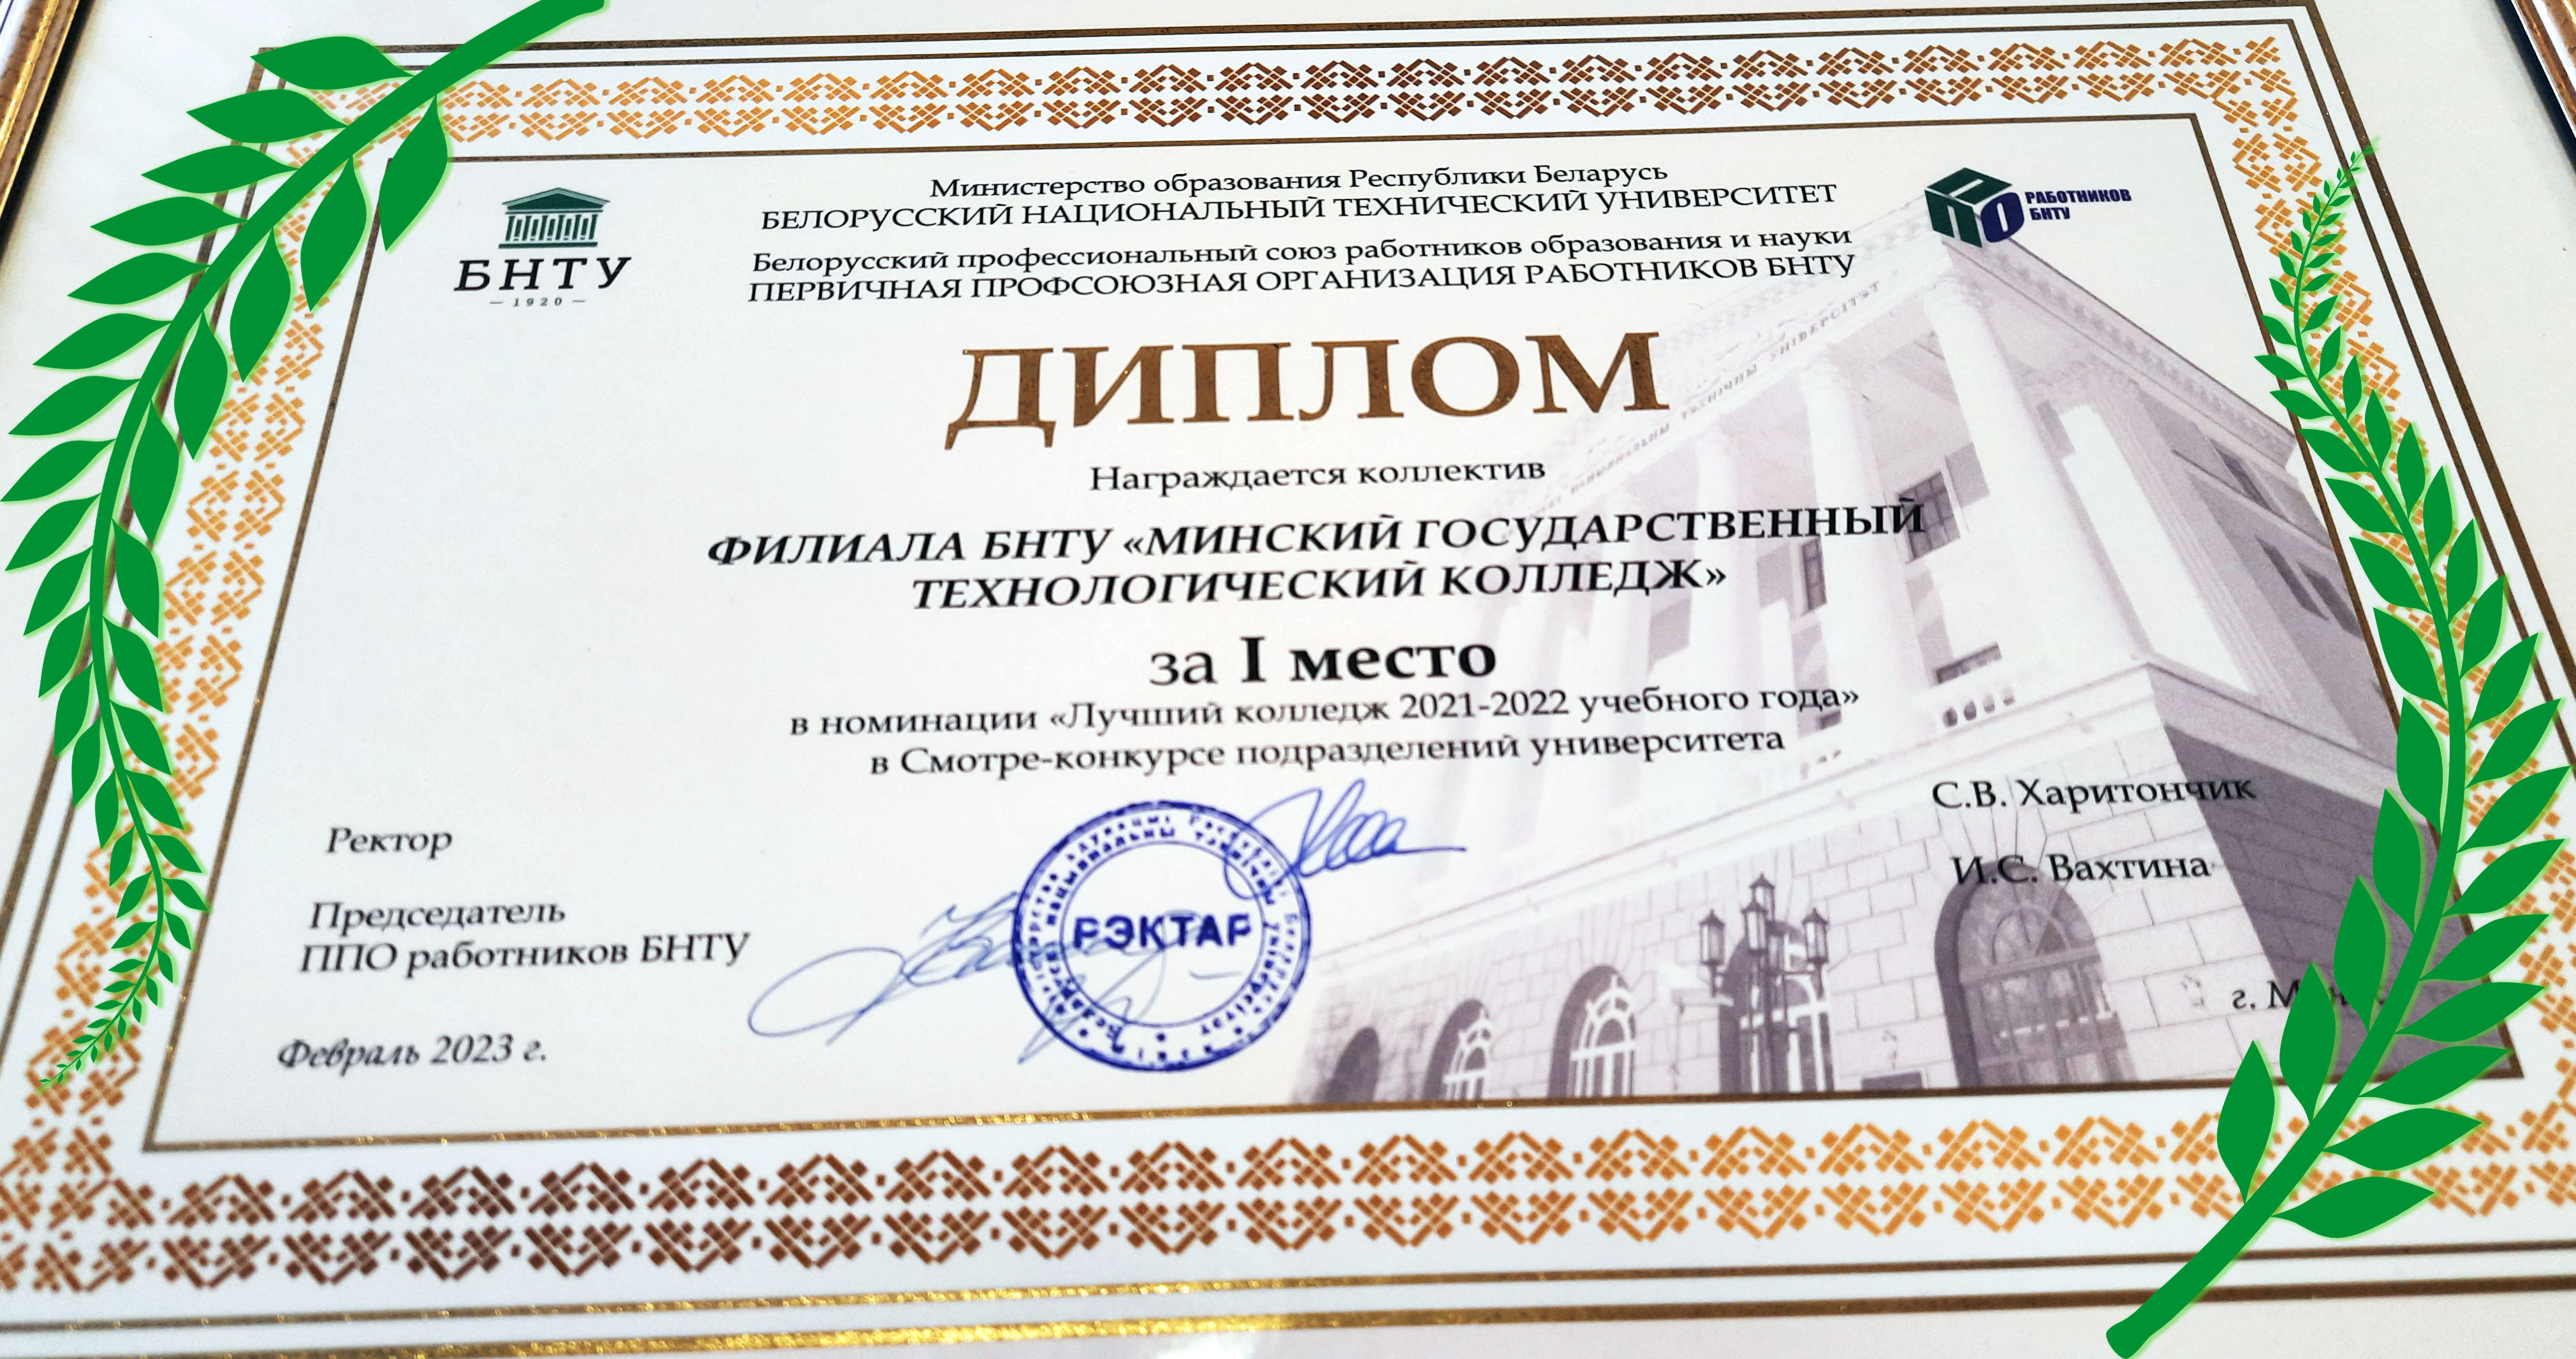 Министерство образования Республики Беларусь
БЕЛОРУССКИЙ НАЦИОНАЛЬНЫЙ ТЕХНИЧЕСКИЙ УНИВЕРСИТЕТ
Белорусский профессиональный союз работников образования и науки
ПЕРВИЧНАЯ ПРОФСОЮЗНАЯ ОРГАНИЗАЦИЯ РАБОТНИКОВ БНТУ
БНТУ
1920
ПО
РАБОТНИКОВ
БНТУ
ДИПЛОМ
Награждается коллектив
ФИЛИАЛА БНТУ «МИНСКИЙ ГОСУДАРСТВЕННЫЙ
ТЕХНОЛОГИЧЕСКИЙ КОЛЛЕДЖ»
за I место
в номинации «Лучший колледж 2021-2022 учебного года»
в Смотре-конкурсе подразделений университета
Ректор
С.В. Харитончик
Председатель
ППО работников БНТУ
И.С. Вахтина
РЭКТАР
Февраль 2023 г.
г.